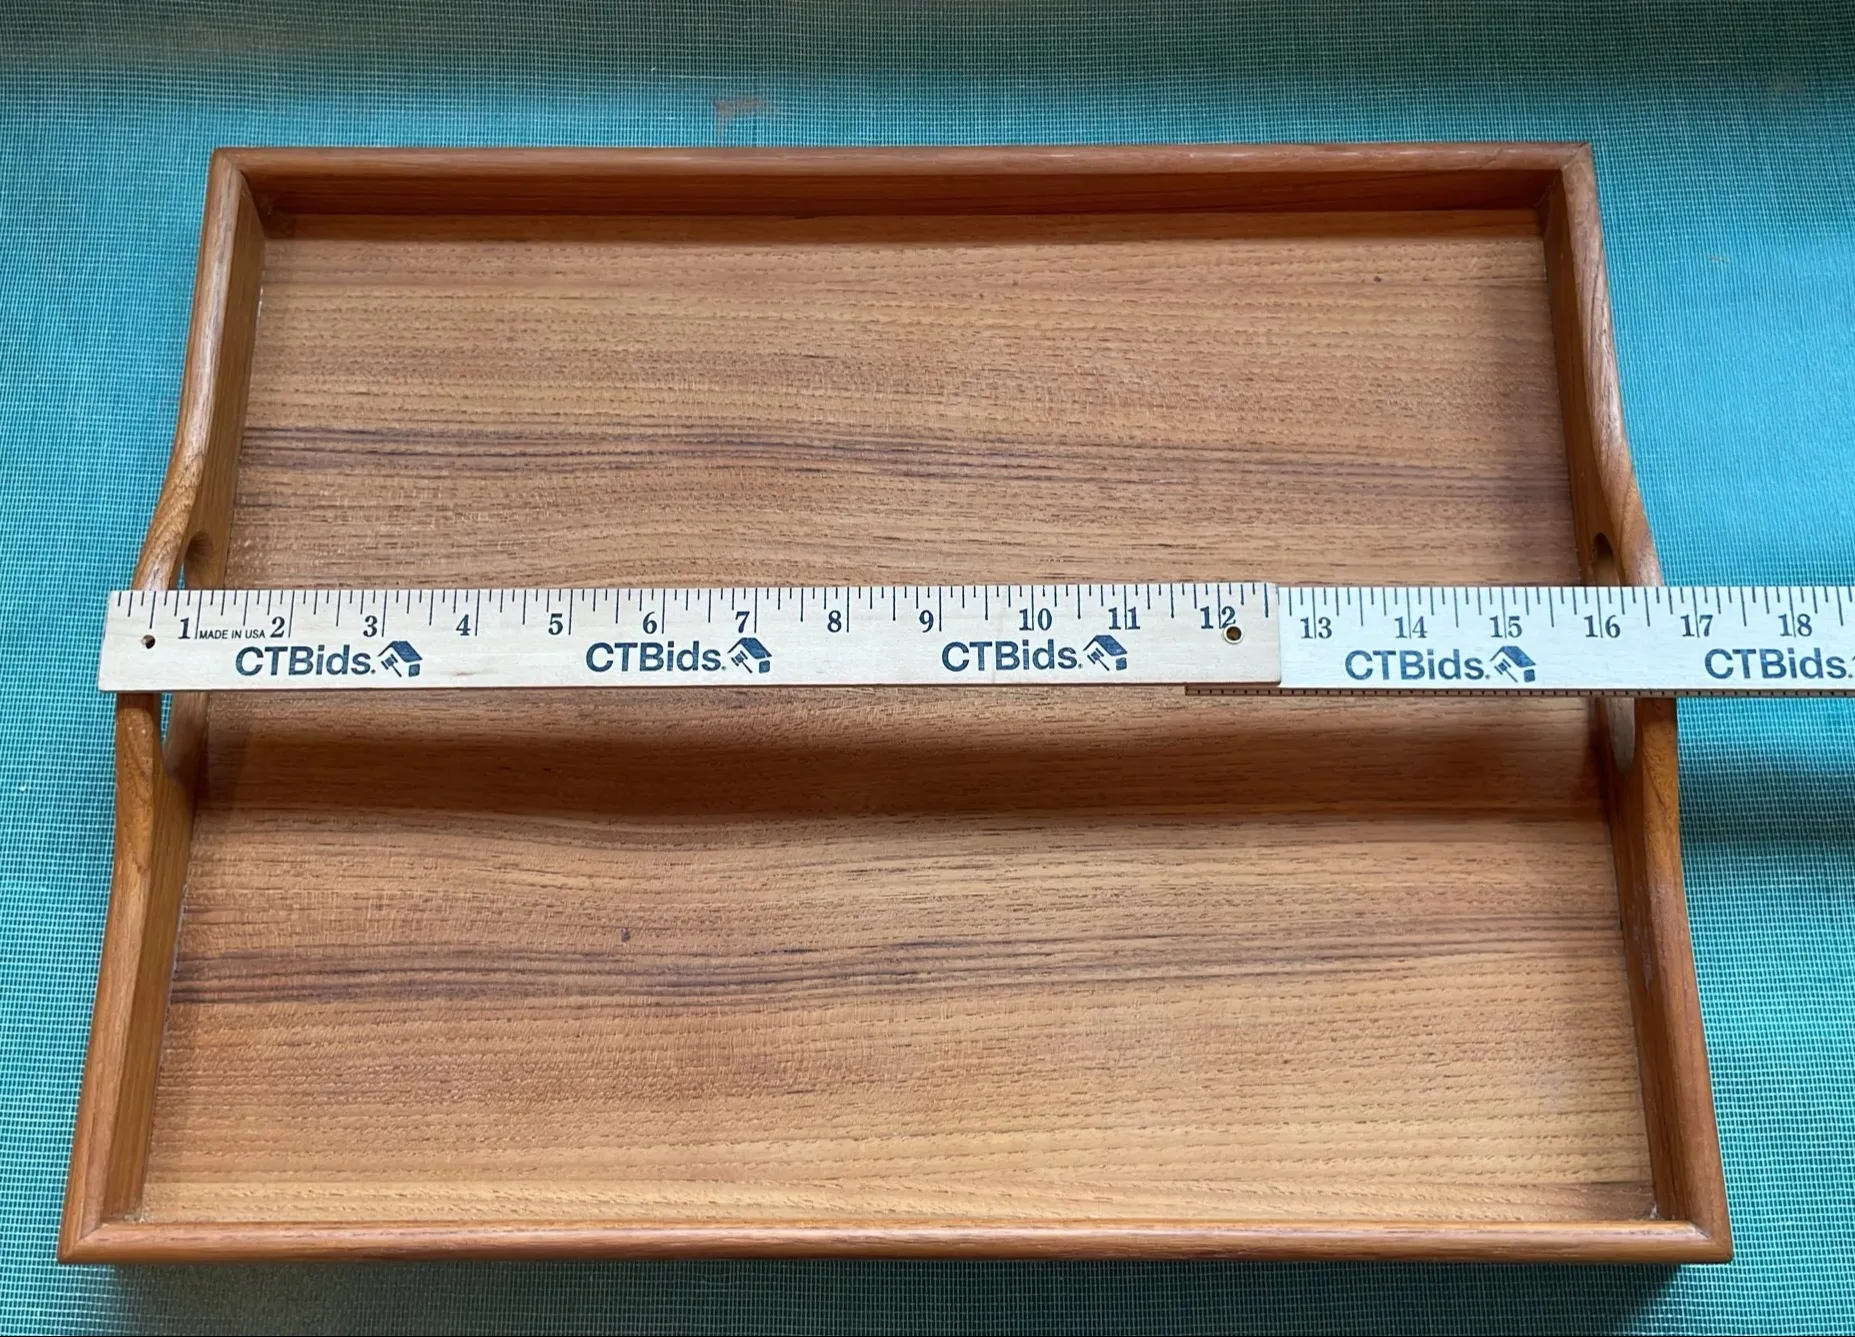 1 2 3 4 5 6 7 8 9 10 11 12 13 14 15 16 17 18
MADE IN USA
CTBids. CTBids. CTBids. CTBids. CTBids.